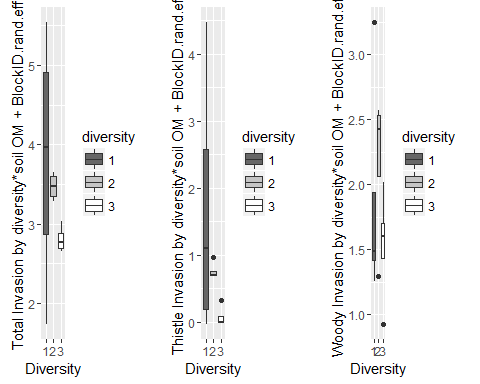 Total Invasion by diversity*soil OM + BlockID.rand.eff
5
4
3
2
123
Diversity
diversity
1
2
3
Thistle Invasion by diversity*soil OM + BlockID.rand.eff
4
3
2
1
0
123
Diversity
diversity
1
2
3
Woody Invasion by diversity*soil OM + BlockID.rand.eff
3.0
2.5
2.0
1.5
1.0
123
Diversity
diversity
1
2
3